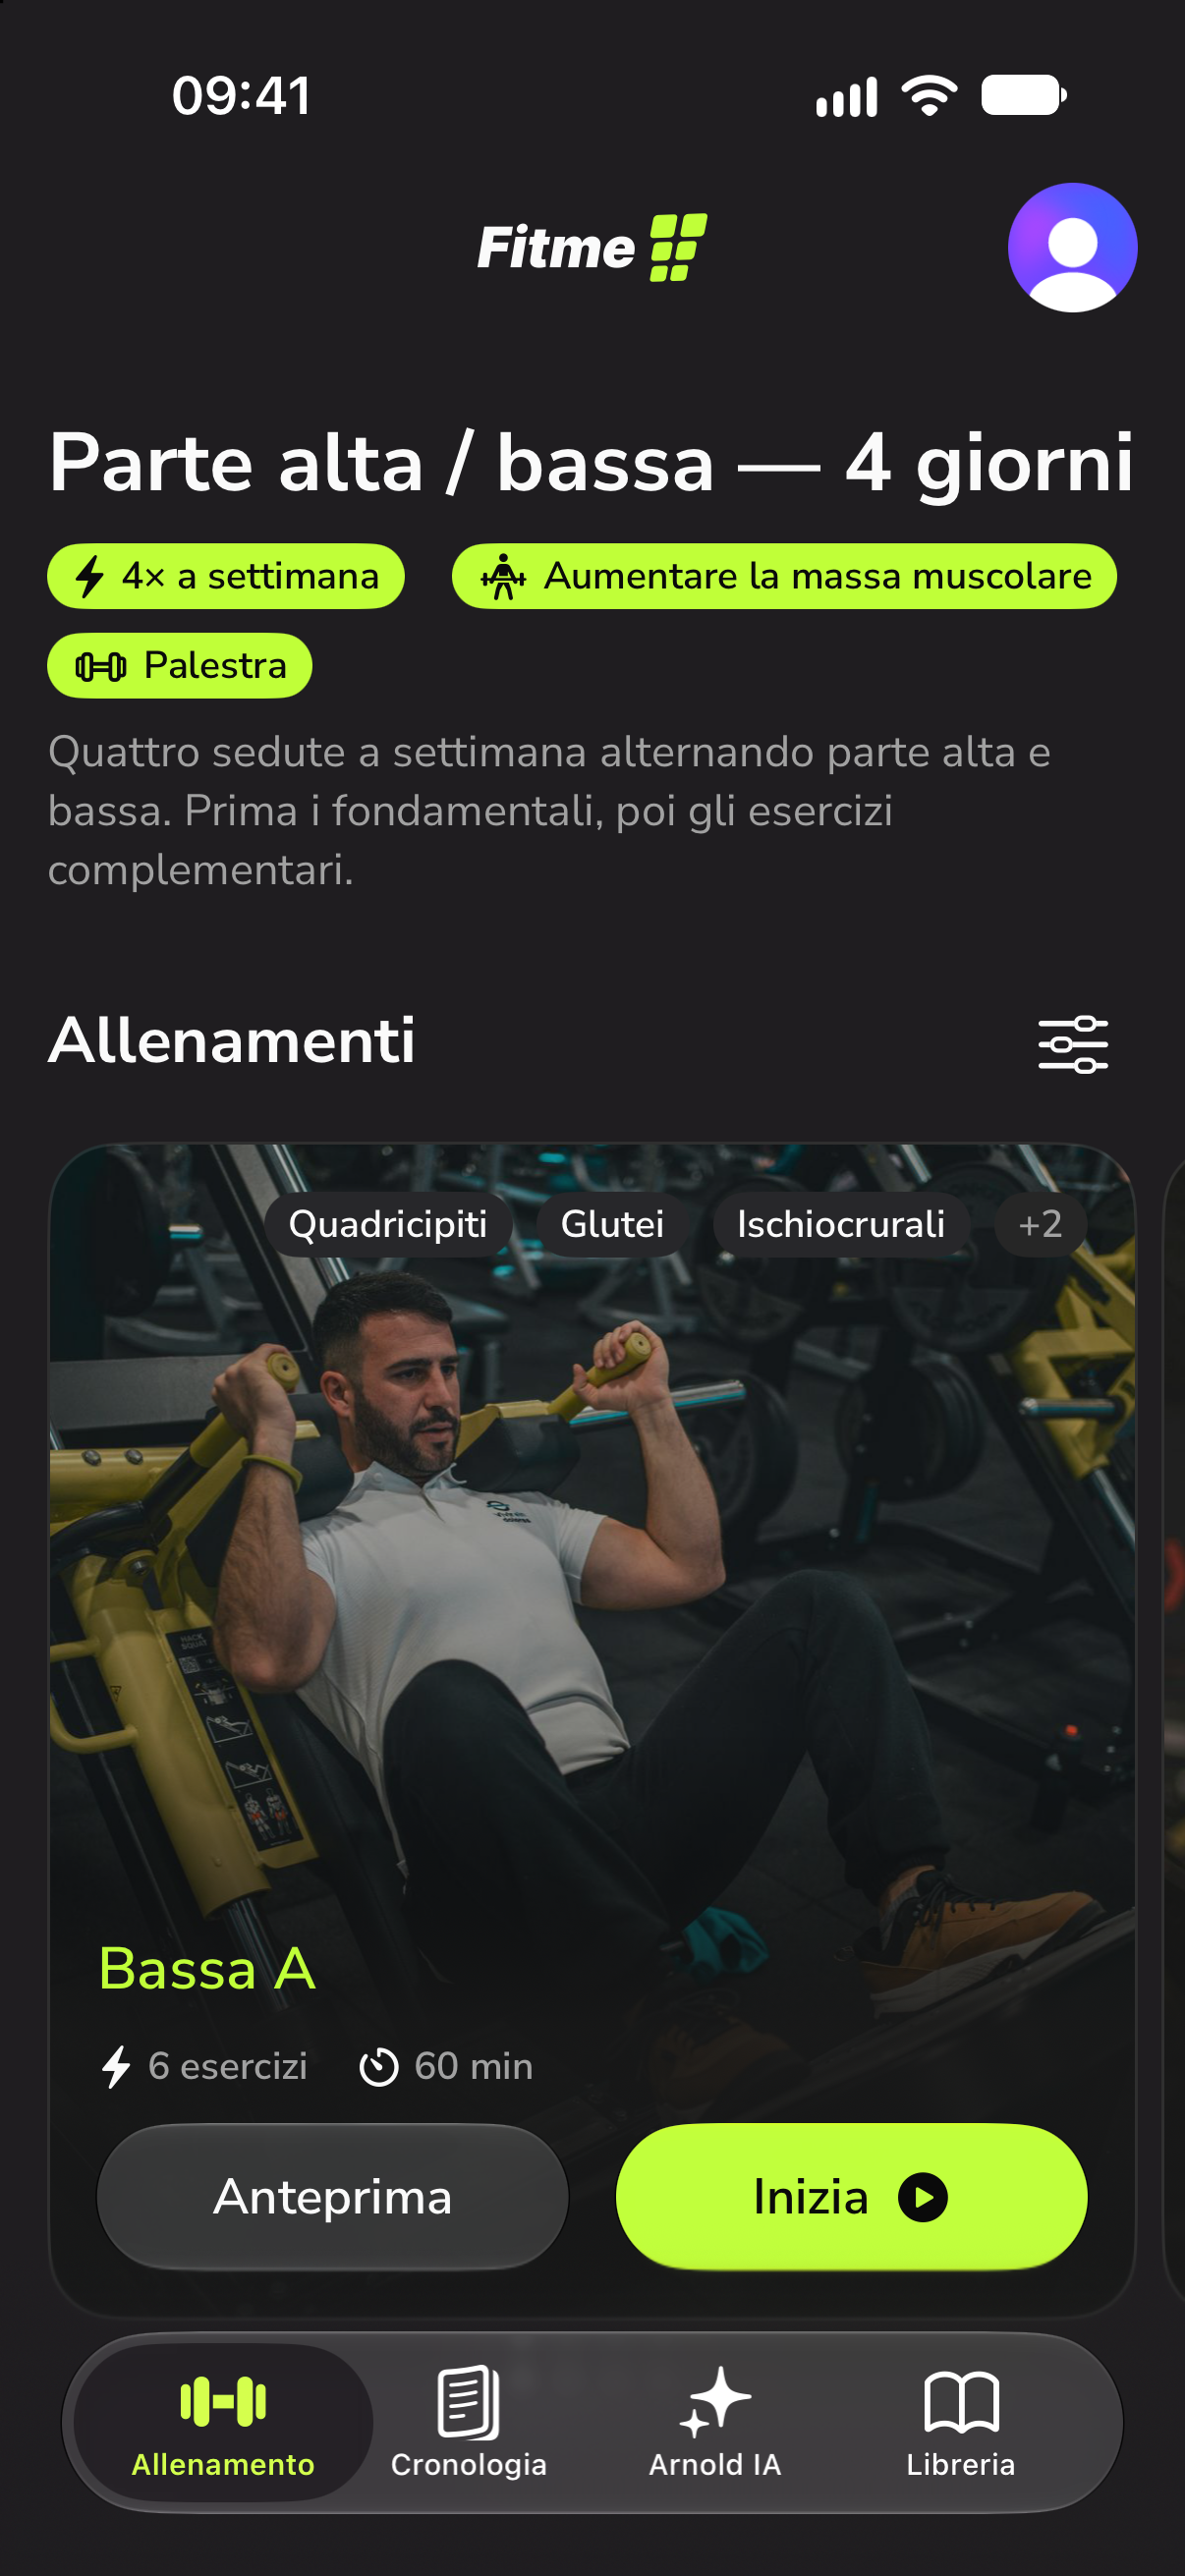 09:41
Fitme
Parte alta / bassa — 4 giorni
4× a settimana
Aumentare la massa muscolare
Palestra
Quattro sedute a settimana alternando parte alta e
bassa. Prima i fondamentali, poi gli esercizi
complementari.
Allenamenti
Quadricipiti
Glutei
Ischiocrurali
+2
HACK
SQUAT
Bassa A
6 esercizi
60 min
Anteprima
Inizia
Allenamento
Cronologia
Arnold IA
Libreria